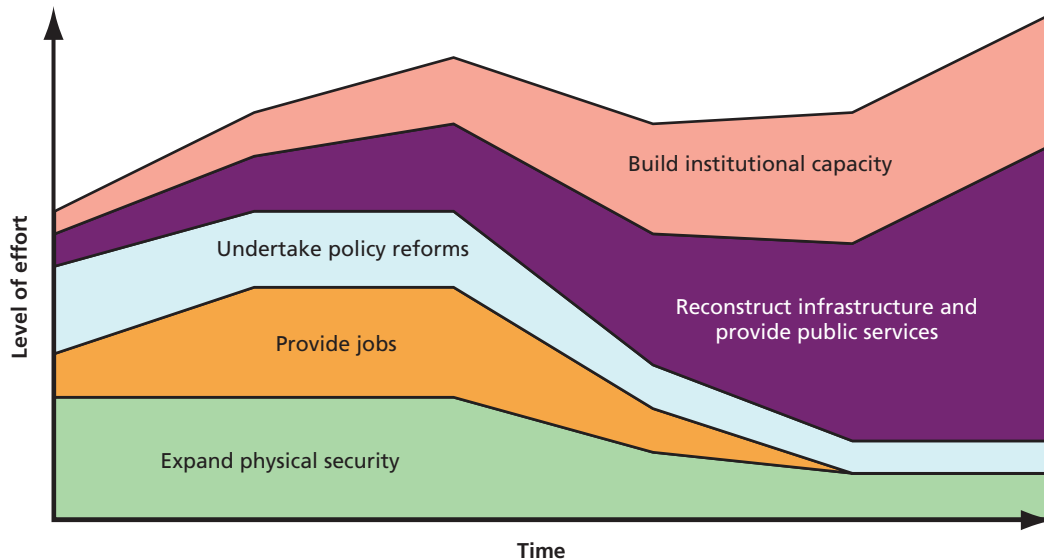 Level of effort
Build institutional capacity
Undertake policy reforms
Reconstruct infrastructure and
provide public services
Provide jobs
Expand physical security
Time